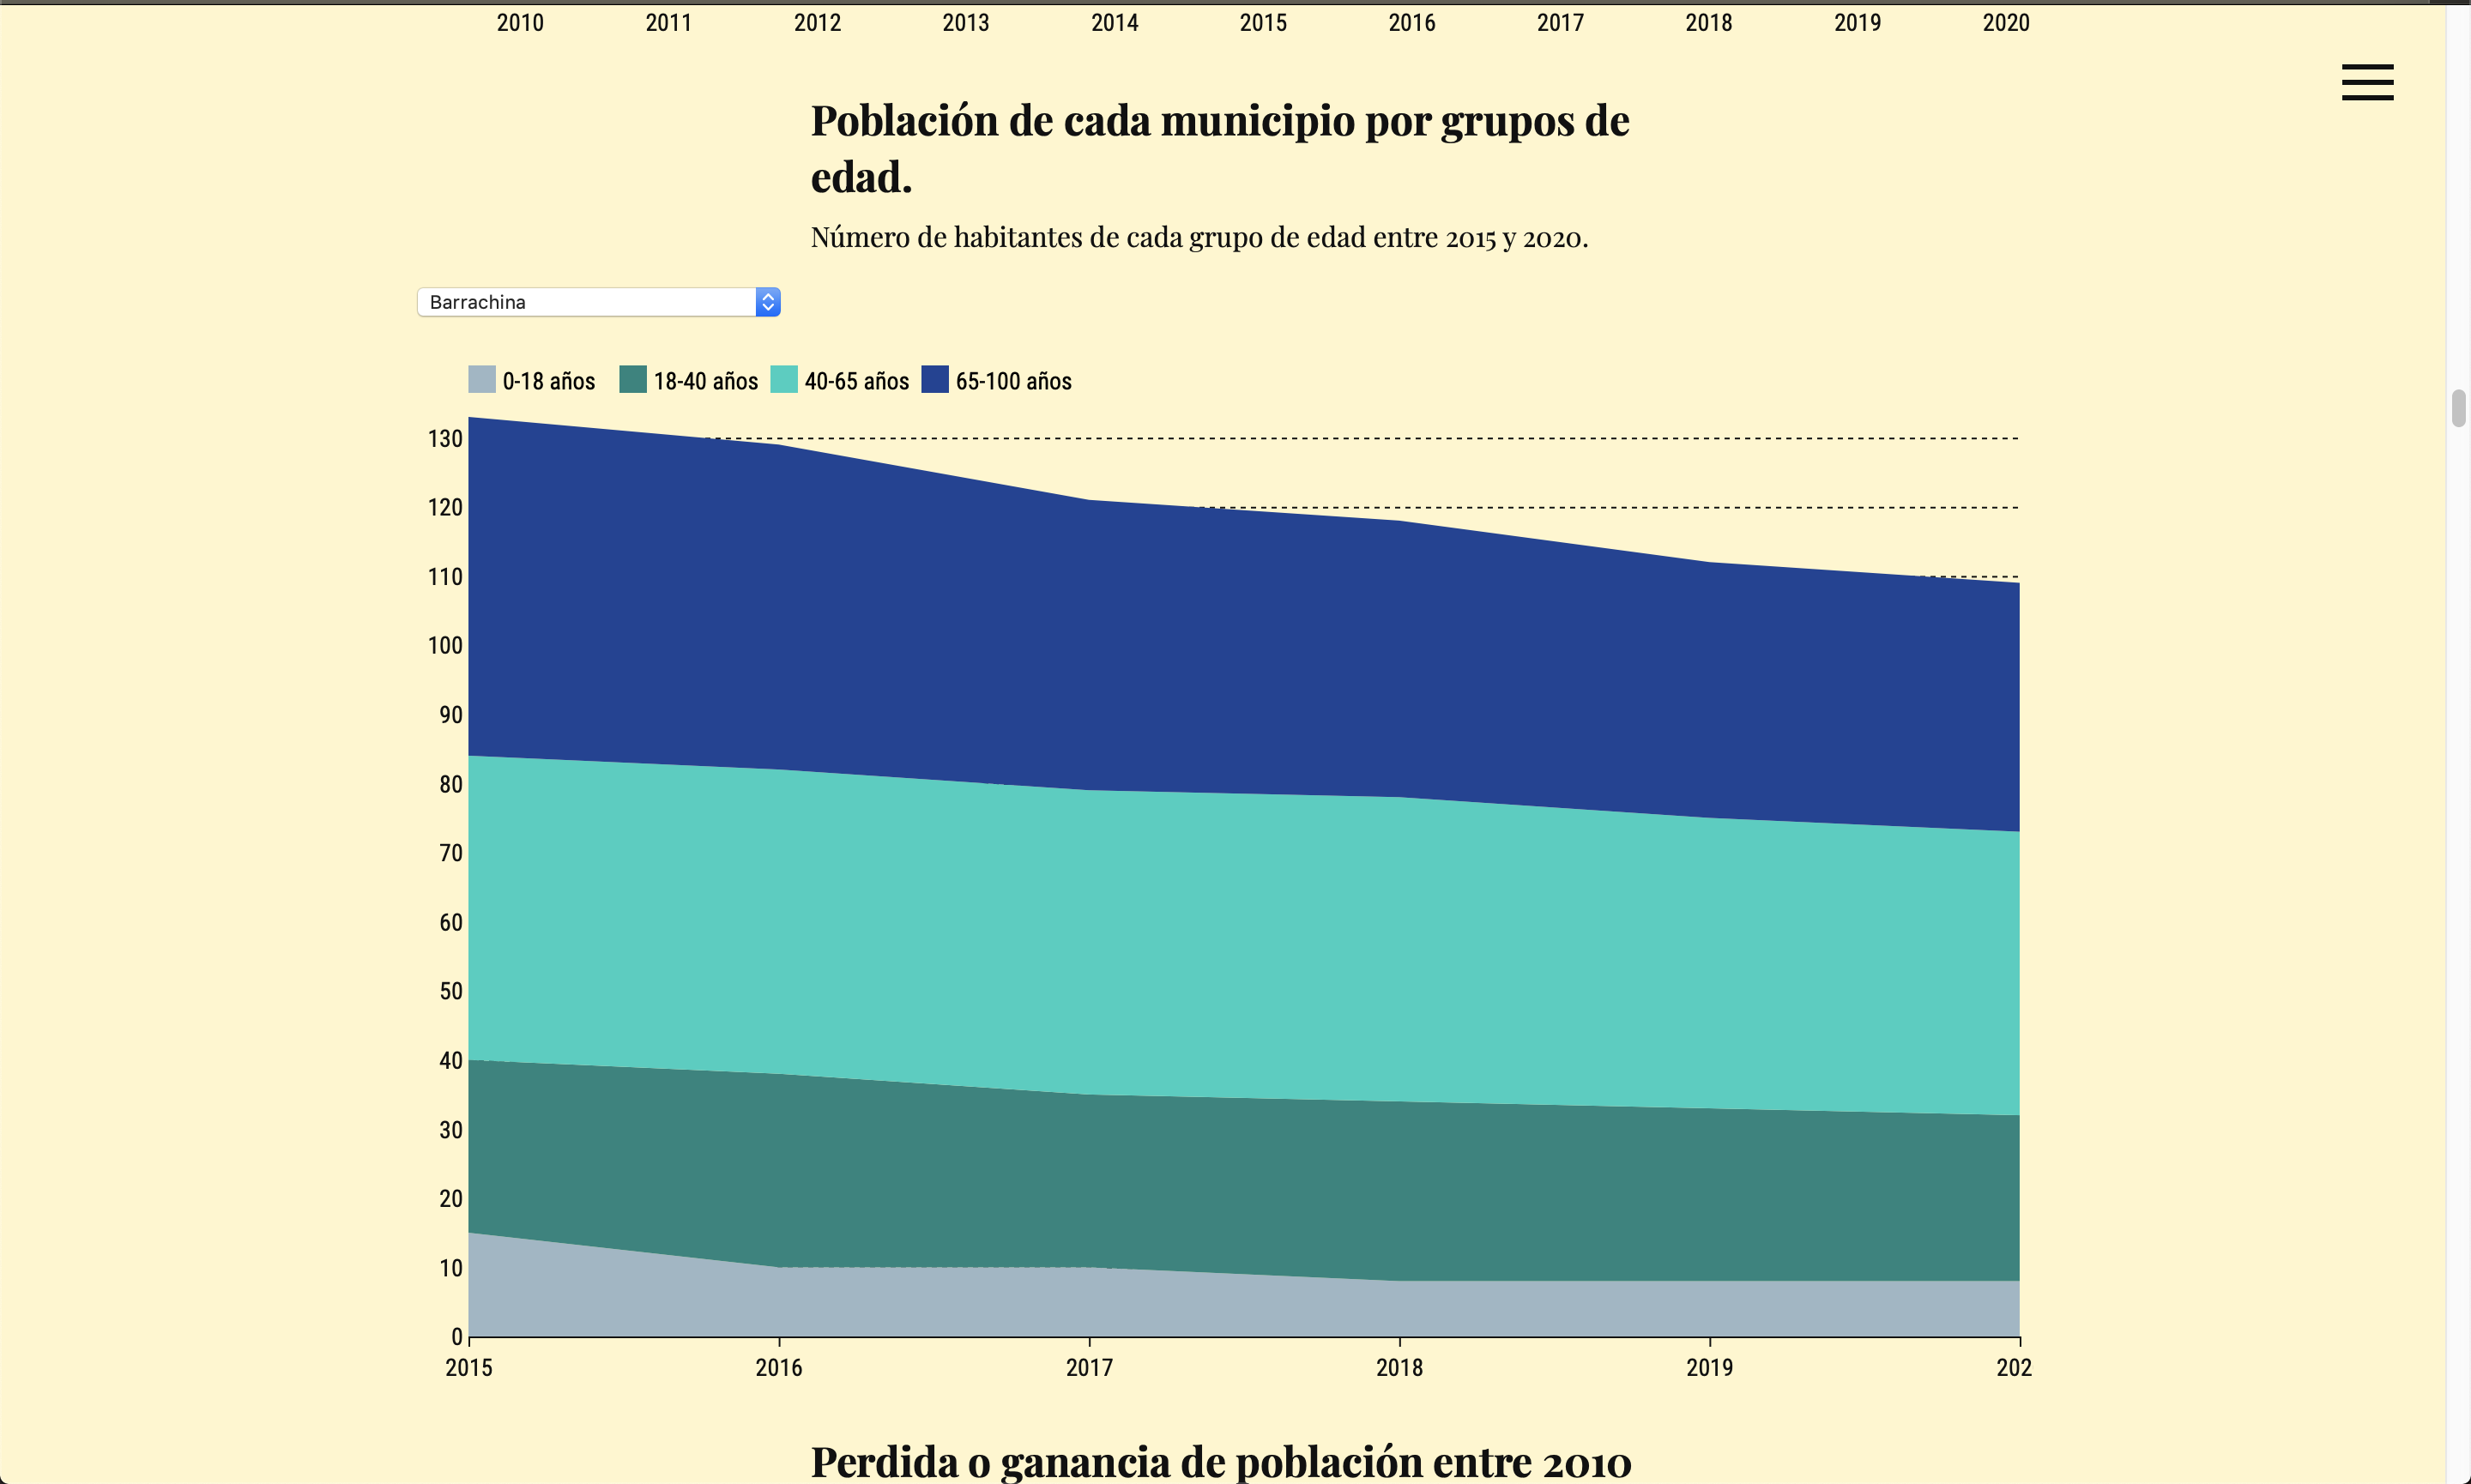 2010 2011 2012 2013 2014 2015 2016 2017 2018 2019 2020
Población de cada municipio por grupos de
edad.
Número de habitantes de cada grupo de edad entre 2015 y 2020.
Barrachina
0-18 años 18-40 años 40-65 años 65-100 años
130
120
110
100
90
80
70
60
50
40
30
20
10
0
2015 2016 2017 2018 2019 202
Perdida o ganancia de población entre 2010